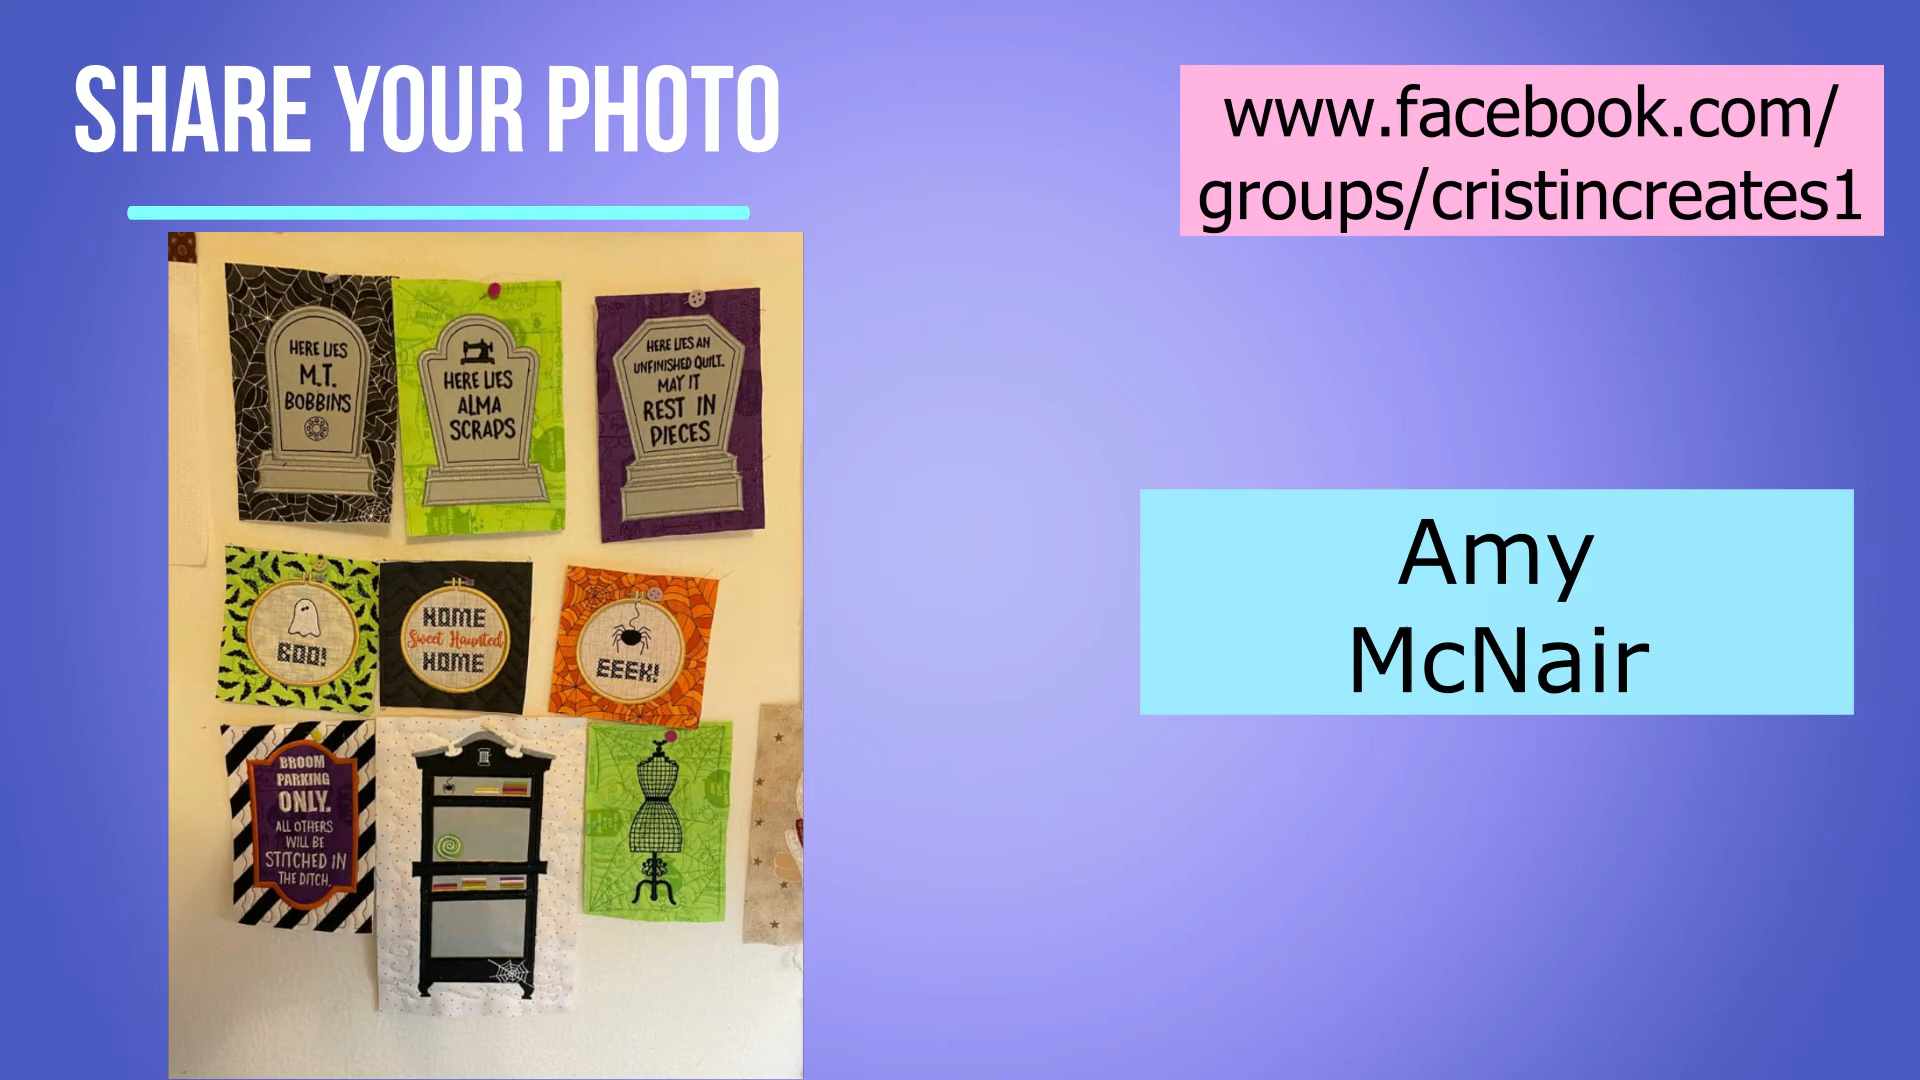 SHARE YOUR PHOTO
www.facebook.com/
groups/cristincreates1
HERE LIES
M.T.
BOBBINS
HERE LIES
ALMA
SCRAPS
HERE LIES AN
UNFINISHED QUILT.
MAY IT
REST IN
PIECES
BOO!
HOME
Sweet Haunted
HOME
EEEK!
Amy
McNair
BROOM
PARKING
ONLY.
ALL OTHERS
WILL BE
STITCHED IN
THE DITCH.